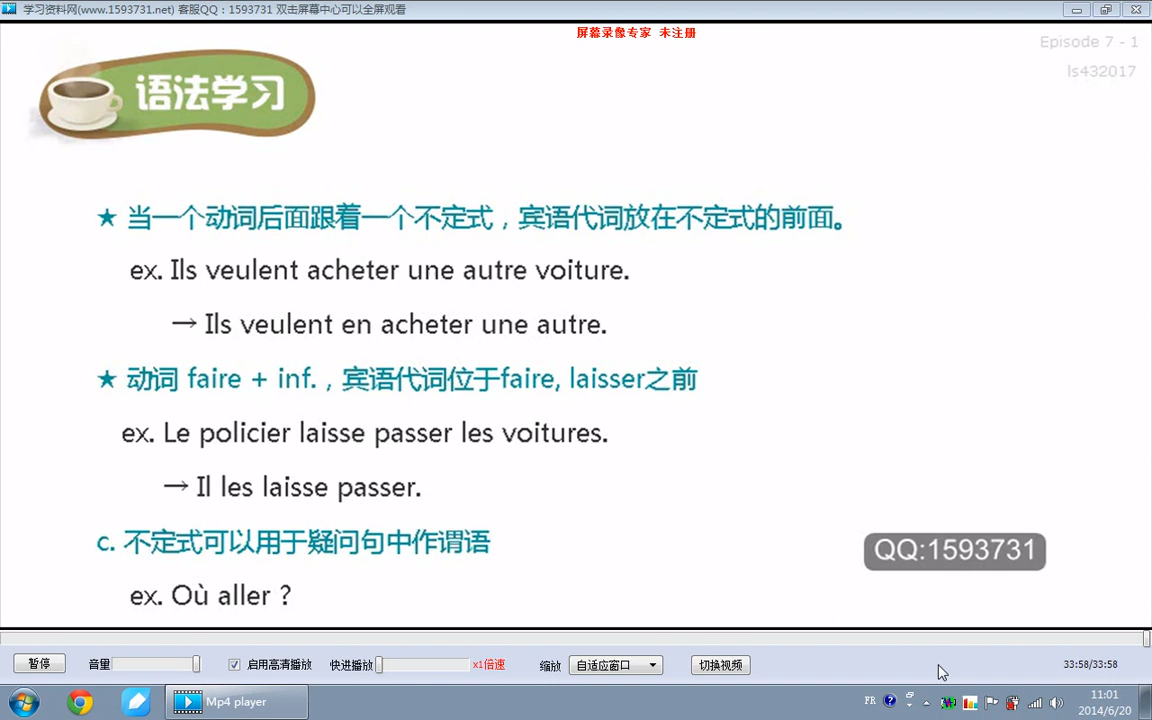 学习资料网(www.1593731.net) 客服QQ：1593731 双击屏幕中心可以全屏观看
屏幕录像专家 未注册
Episode 7 - 1
ls432017
语法学习
★ 当一个动词后面跟着一个不定式，宾语代词放在不定式的前面。
ex. Ils veulent acheter une autre voiture.
→ Ils veulent en acheter une autre.
★ 动词 faire + inf.，宾语代词位于faire, laisser之前
ex. Le policier laisse passer les voitures.
→ Il les laisse passer.
c. 不定式可以用于疑问句中作谓语
QQ:1593731
ex. Où aller ?
暂停 音量 启用高清播放 快进播放 x1倍速 缩放 自适应窗口 切换视频 33:58/33:58
Mp4 player
FR
11:01
2014/6/20